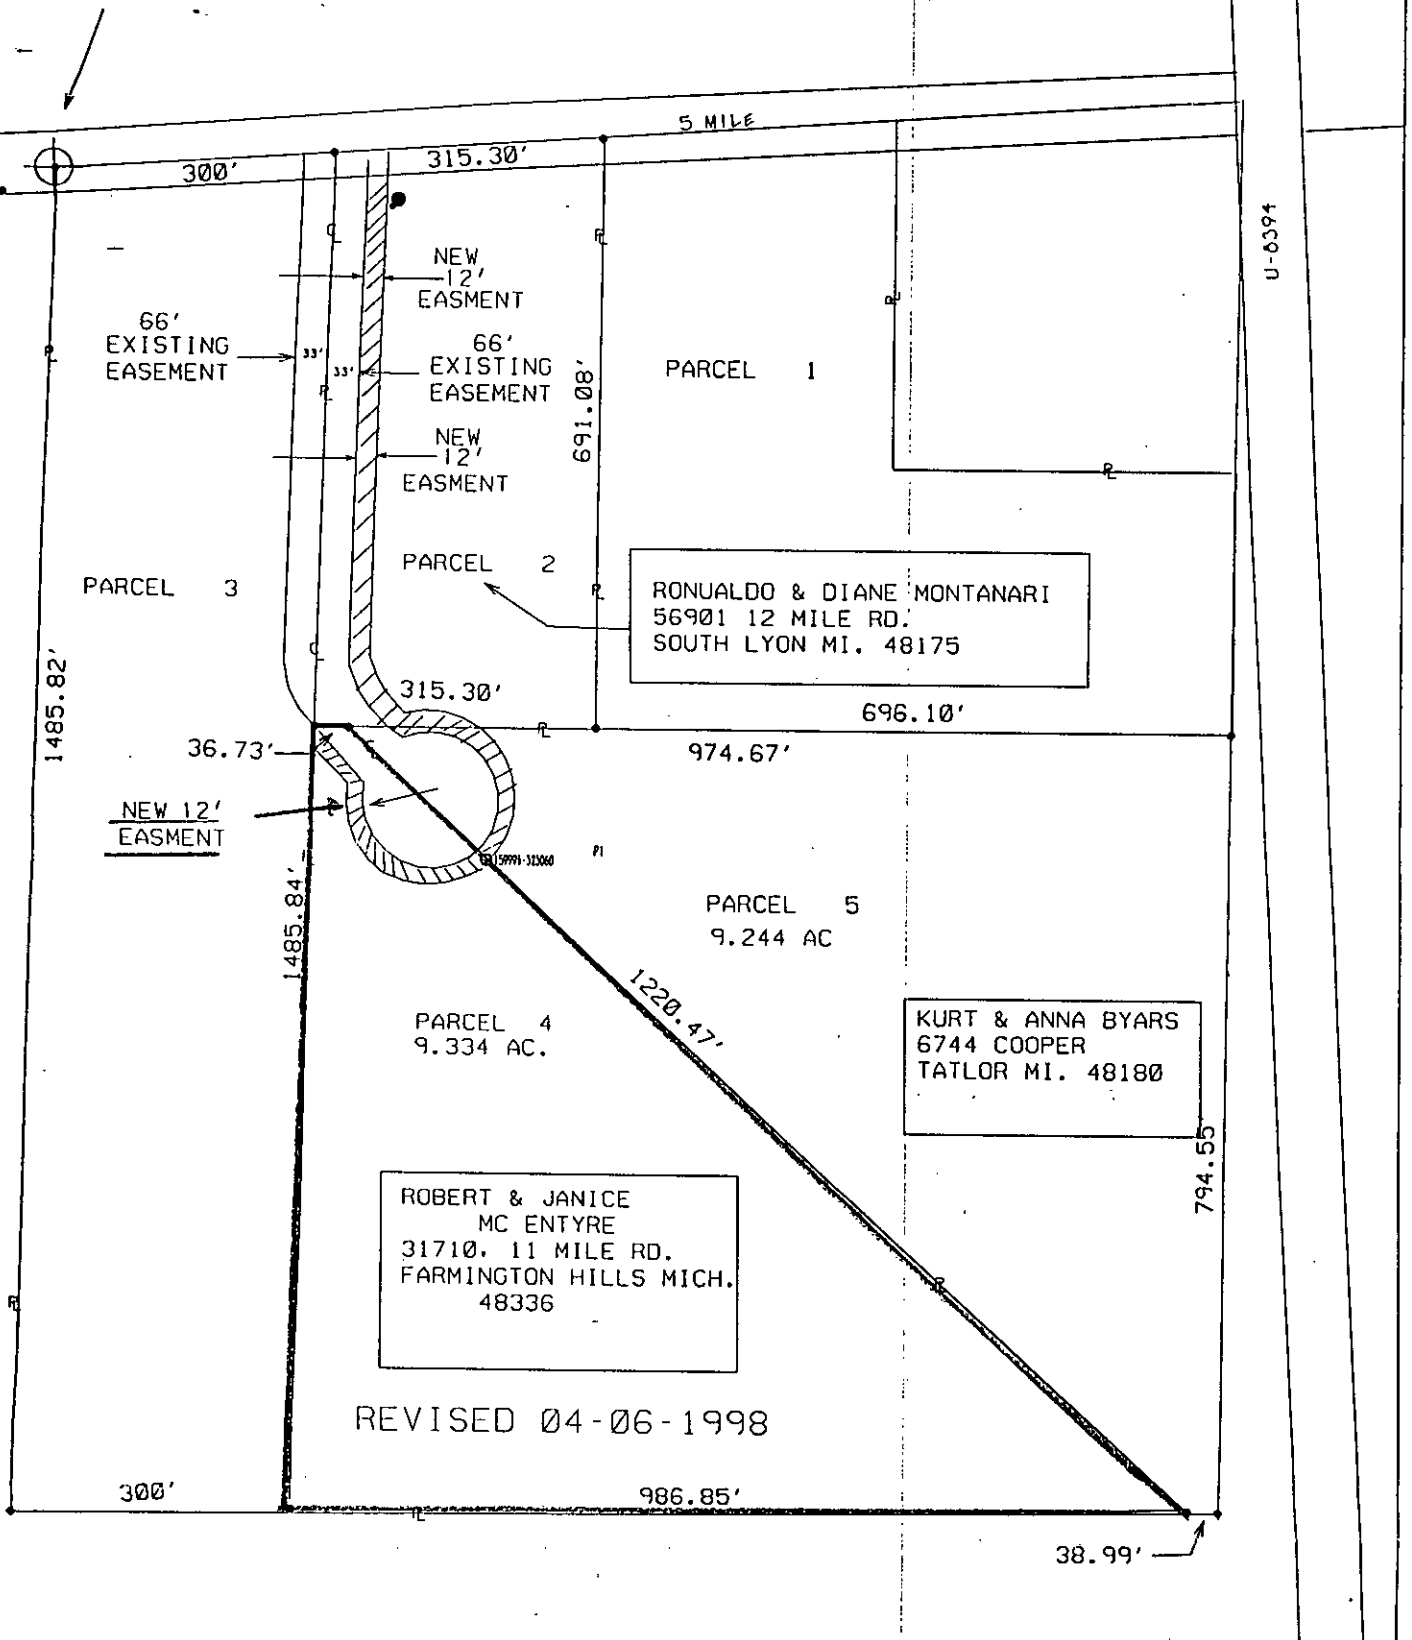 5 MILE
300'
315.30'
U-8394
NEW
12'
EASMENT
66'
EXISTING
EASEMENT
33'
33'
66'
EXISTING
EASEMENT
PARCEL 1
691.08'
NEW
12'
EASMENT
PARCEL 2
PARCEL 3
RONUALDO & DIANE MONTANARI
56901 12 MILE RD.
SOUTH LYON MI. 48175
1485.82'
315.30'
696.10'
36.73'
974.67'
NEW 12'
EASMENT
P1
1485.84'
PARCEL 5
9.244 AC
1220.47'
PARCEL 4
9.334 AC.
KURT & ANNA BYARS
6744 COOPER
TATLOR MI. 48180
794.55'
ROBERT & JANICE
MC ENTYRE
31710. 11 MILE RD.
FARMINGTON HILLS MICH.
48336
REVISED 04-06-1998
300'
986.85'
38.99'